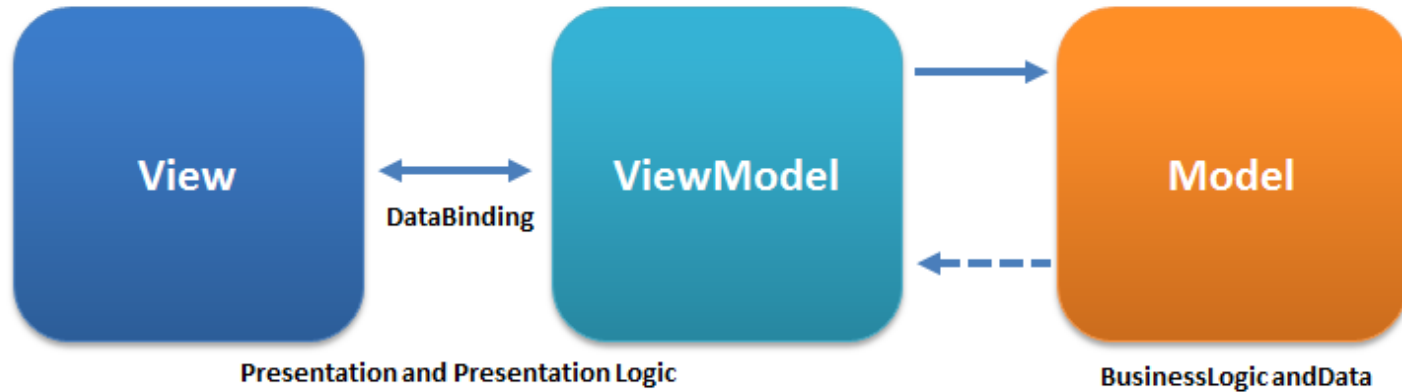 View
ViewModel
Model
DataBinding
Presentation and Presentation Logic
BusinessLogic andData